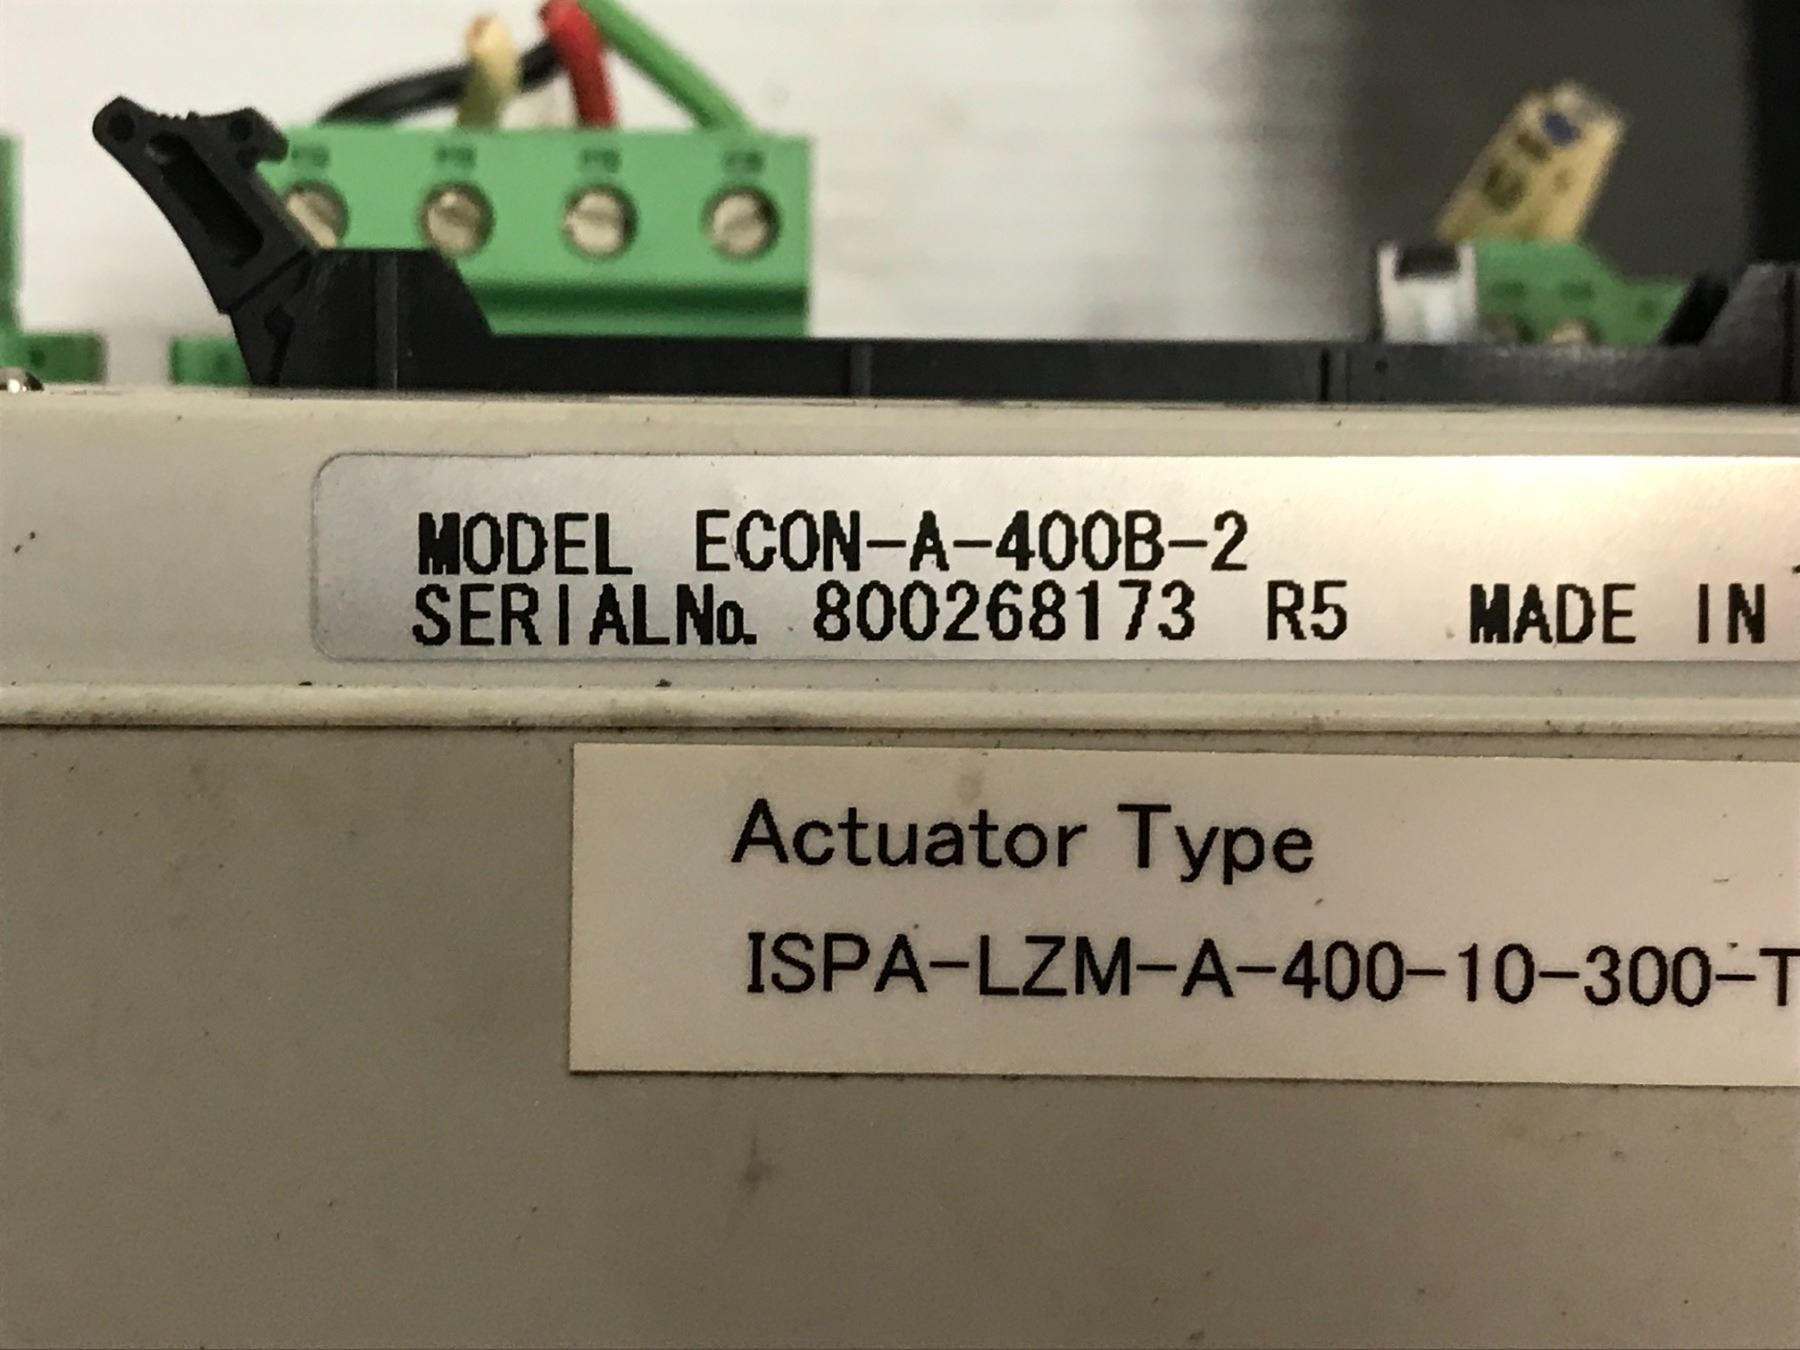 MODEL ECON-A-400B-2
SERIALNo. 800268173 R5 MADE IN
Actuator Type
ISPA-LZM-A-400-10-300-T